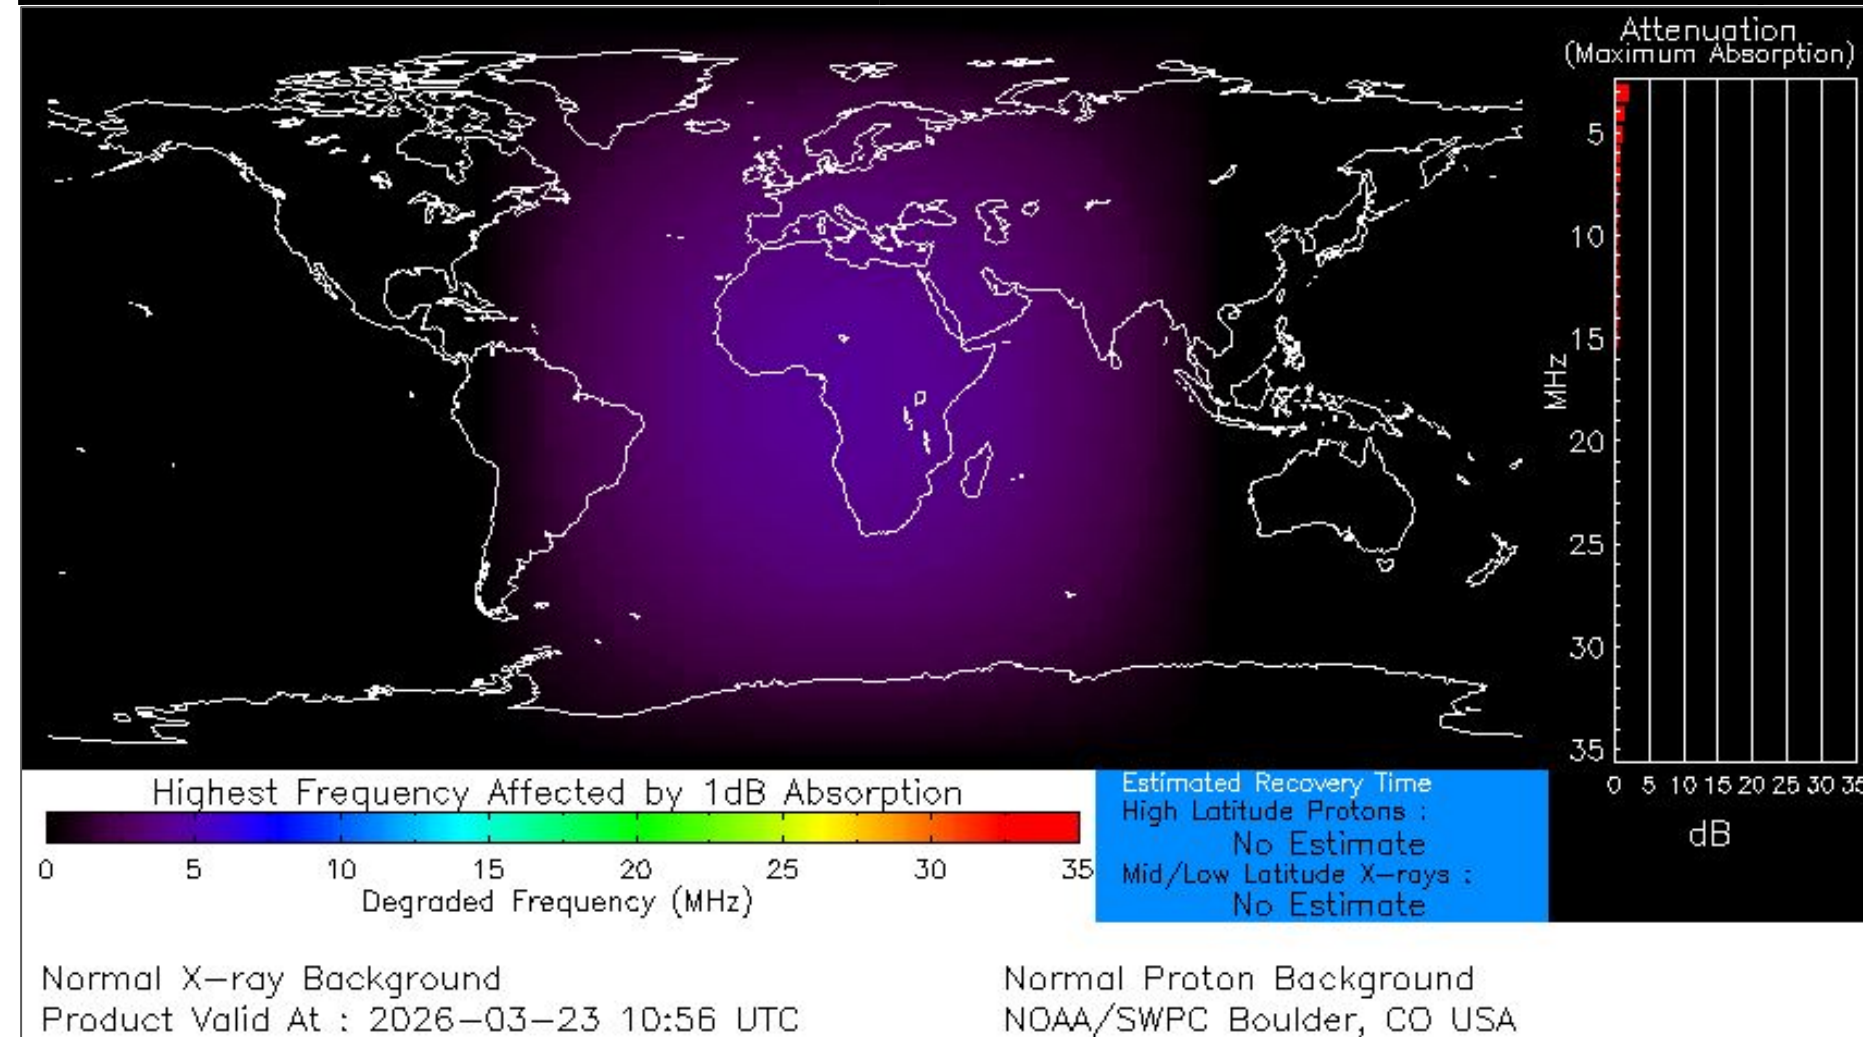 Attenuation
(Maximum Absorption)
5
10
15
20
25
30
35
MHz
0 5 10 15 20 25 30 35
dB
Highest Frequency Affected by 1dB Absorption
0 5 10 15 20 25 30 35
Degraded Frequency (MHz)
Estimated Recovery Time
High Latitude Protons :
No Estimate
Mid/Low Latitude X-rays :
No Estimate
Normal X-ray Background
Normal Proton Background
Product Valid At : 2026-03-23 10:56 UTC
NOAA/SWPC Boulder, CO USA